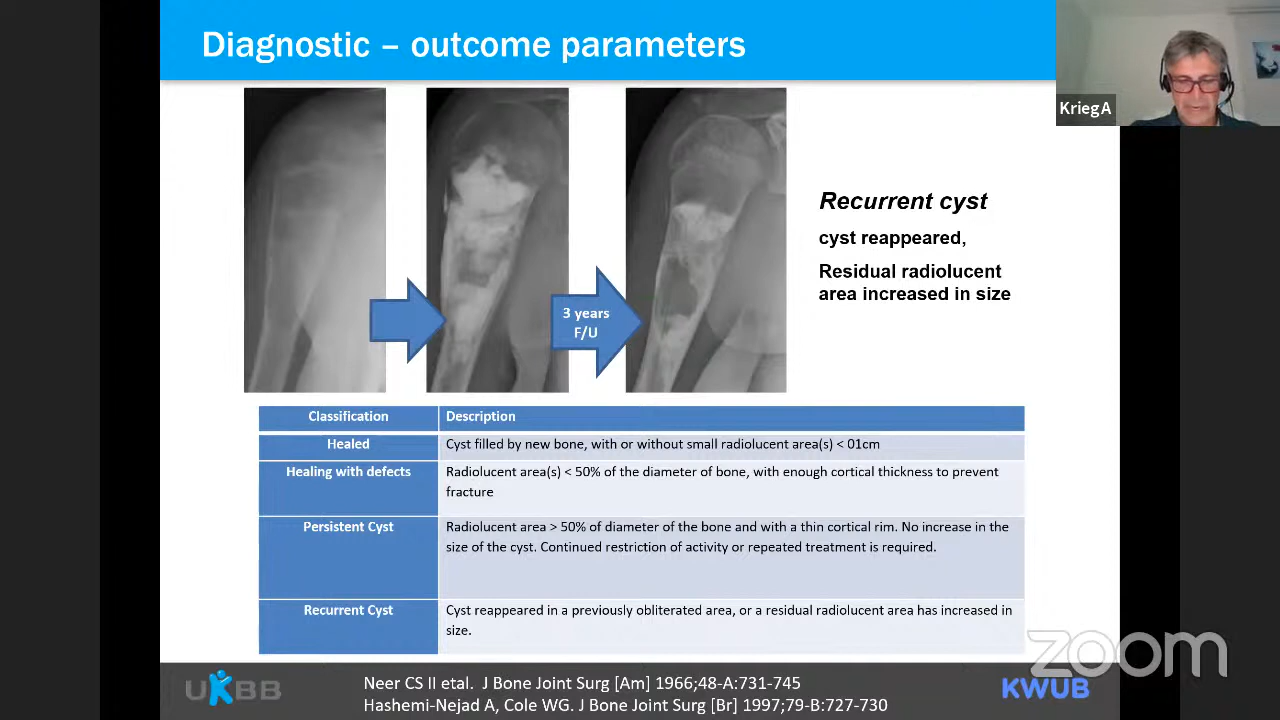 Diagnostic – outcome parameters
KriegA
Recurrent cyst
cyst reappeared,
Residual radiolucent
area increased in size
3 years
F/U
Classification Description
Healed Cyst filled by new bone, with or without small radiolucent area(s) < 01cm
Healing with defects Radiolucent area(s) < 50% of the diameter of bone, with enough cortical thickness to prevent
fracture
Persistent Cyst Radiolucent area > 50% of diameter of the bone and with a thin cortical rim. No increase in the
size of the cyst. Continued restriction of activity or repeated treatment is required.
Recurrent Cyst Cyst reappeared in a previously obliterated area, or a residual radiolucent area has increased in
size.
zoom
UKBB
Neer CS II etal. J Bone Joint Surg [Am] 1966;48-A:731-745
Hashemi-Nejad A, Cole WG. J Bone Joint Surg [Br] 1997;79-B:727-730
KWUB